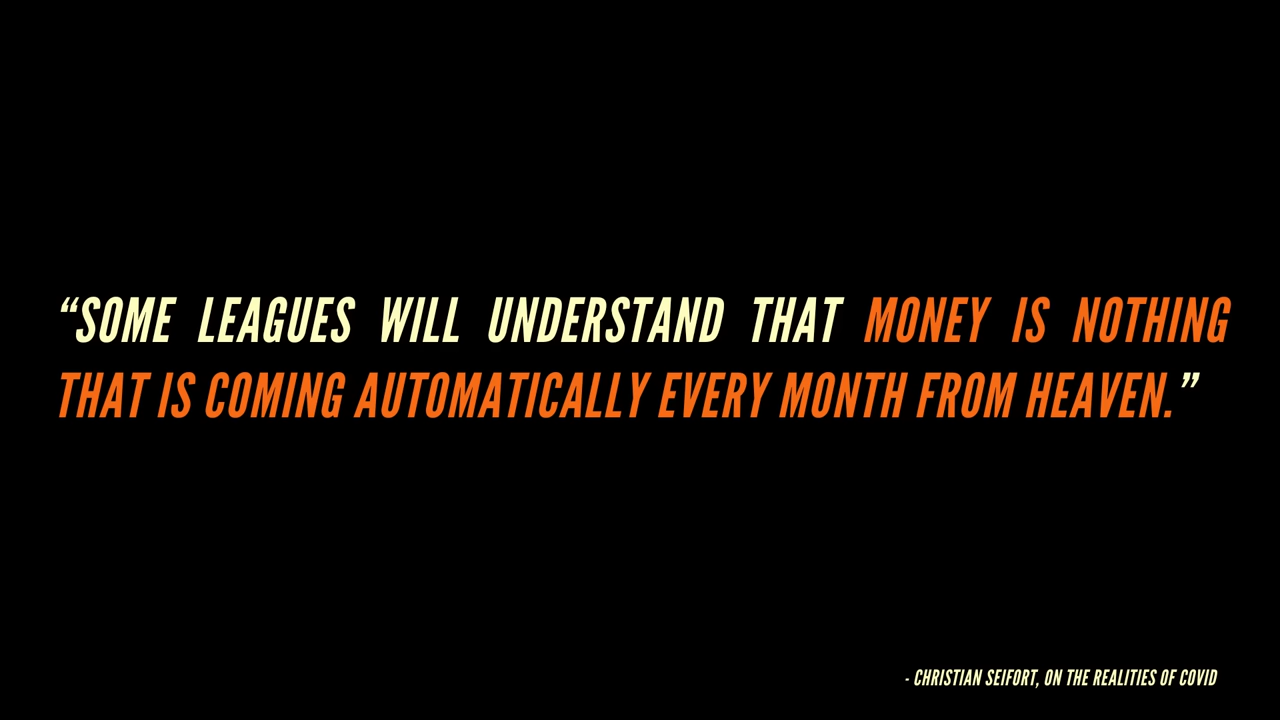 “SOME LEAGUES WILL UNDERSTAND THAT MONEY IS NOTHING
THAT IS COMING AUTOMATICALLY EVERY MONTH FROM HEAVEN.”
- CHRISTIAN SEIFORT, ON THE REALITIES OF COVID